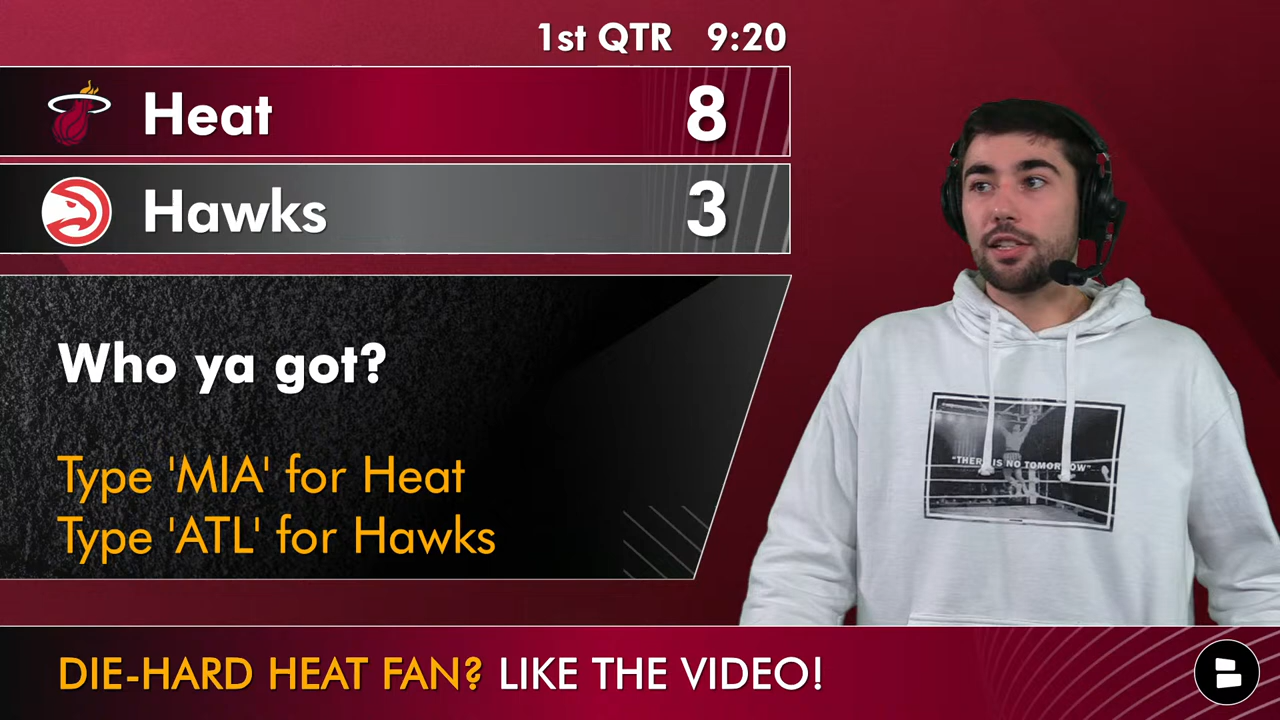 1st QTR 9:20
Heat 8
Hawks 3
Who ya got?
Type 'MIA' for Heat
Type 'ATL' for Hawks
"THERE IS NO TOMORROW"
DIE-HARD HEAT FAN? LIKE THE VIDEO!